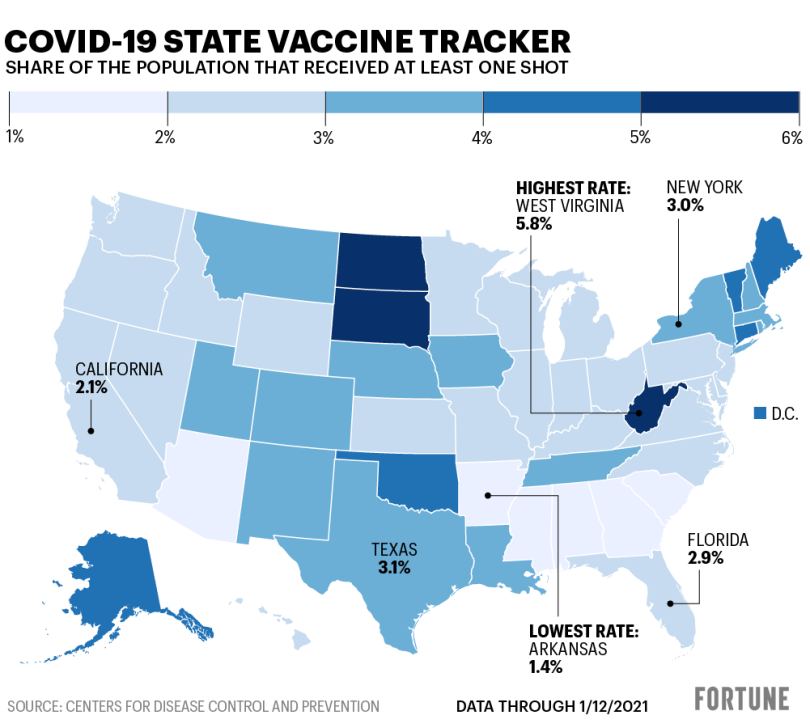 COVID-19 STATE VACCINE TRACKER
SHARE OF THE POPULATION THAT RECEIVED AT LEAST ONE SHOT
1%
2%
3%
4%
5%
6%
HIGHEST RATE:
WEST VIRGINIA
5.8%
NEW YORK
3.0%
CALIFORNIA
2.1%
D.C.
TEXAS
3.1%
FLORIDA
2.9%
LOWEST RATE:
ARKANSAS
1.4%
SOURCE: CENTERS FOR DISEASE CONTROL AND PREVENTION
DATA THROUGH 1/12/2021
FORTUNE